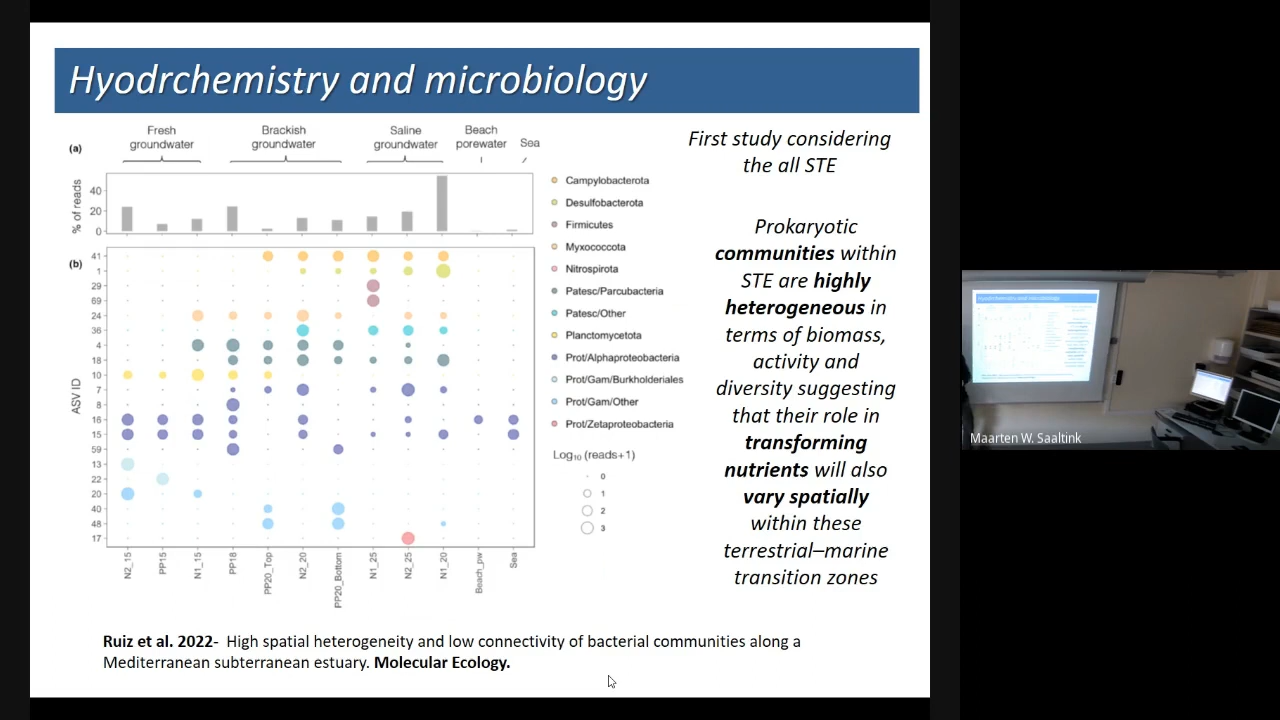 Hyodrchemistry and microbiology
Fresh
groundwater
Brackish
groundwater
Saline
groundwater
Beach
porewater
Sea
(a)
% of reads
40
20
0
(b)
ASV ID
41
1
29
69
24
36
4
18
10
7
8
16
15
59
13
22
20
40
48
17
N2_15
PP15
N1_15
PP18
PP20_Top
N2_20
PP20_Bottom
N1_25
N2_25
N1_20
Beach_pw
Sea
Campylobacterota
Desulfobacterota
Firmicutes
Myxococcota
Nitrospirota
Patesc/Parcubacteria
Patesc/Other
Planctomycetota
Prot/Alphaproteobacteria
Prot/Gam/Burkholderiales
Prot/Gam/Other
Prot/Zetaproteobacteria
Log₁₀ (reads+1)
0
1
2
3
First study considering
the all STE
Prokaryotic
communities within
STE are highly
heterogeneous in
terms of biomass,
activity and
diversity suggesting
that their role in
transforming
nutrients will also
vary spatially
within these
terrestrial–marine
transition zones
Ruiz et al. 2022- High spatial heterogeneity and low connectivity of bacterial communities along a
Mediterranean subterranean estuary. Molecular Ecology.
Hyodrchemistry and microbiology
Maarten W. Saaltink